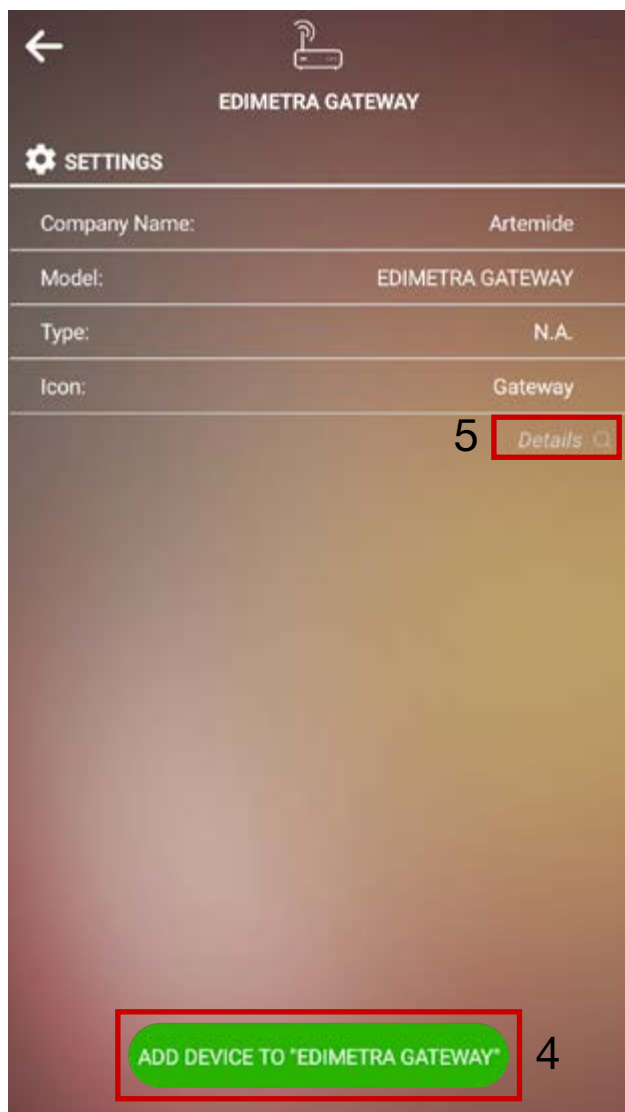 EDIMETRA GATEWAY
SETTINGS
Company Name: Artemide
Model: EDIMETRA GATEWAY
Type: N.A.
Icon: Gateway
5 Details
ADD DEVICE TO "EDIMETRA GATEWAY" 4